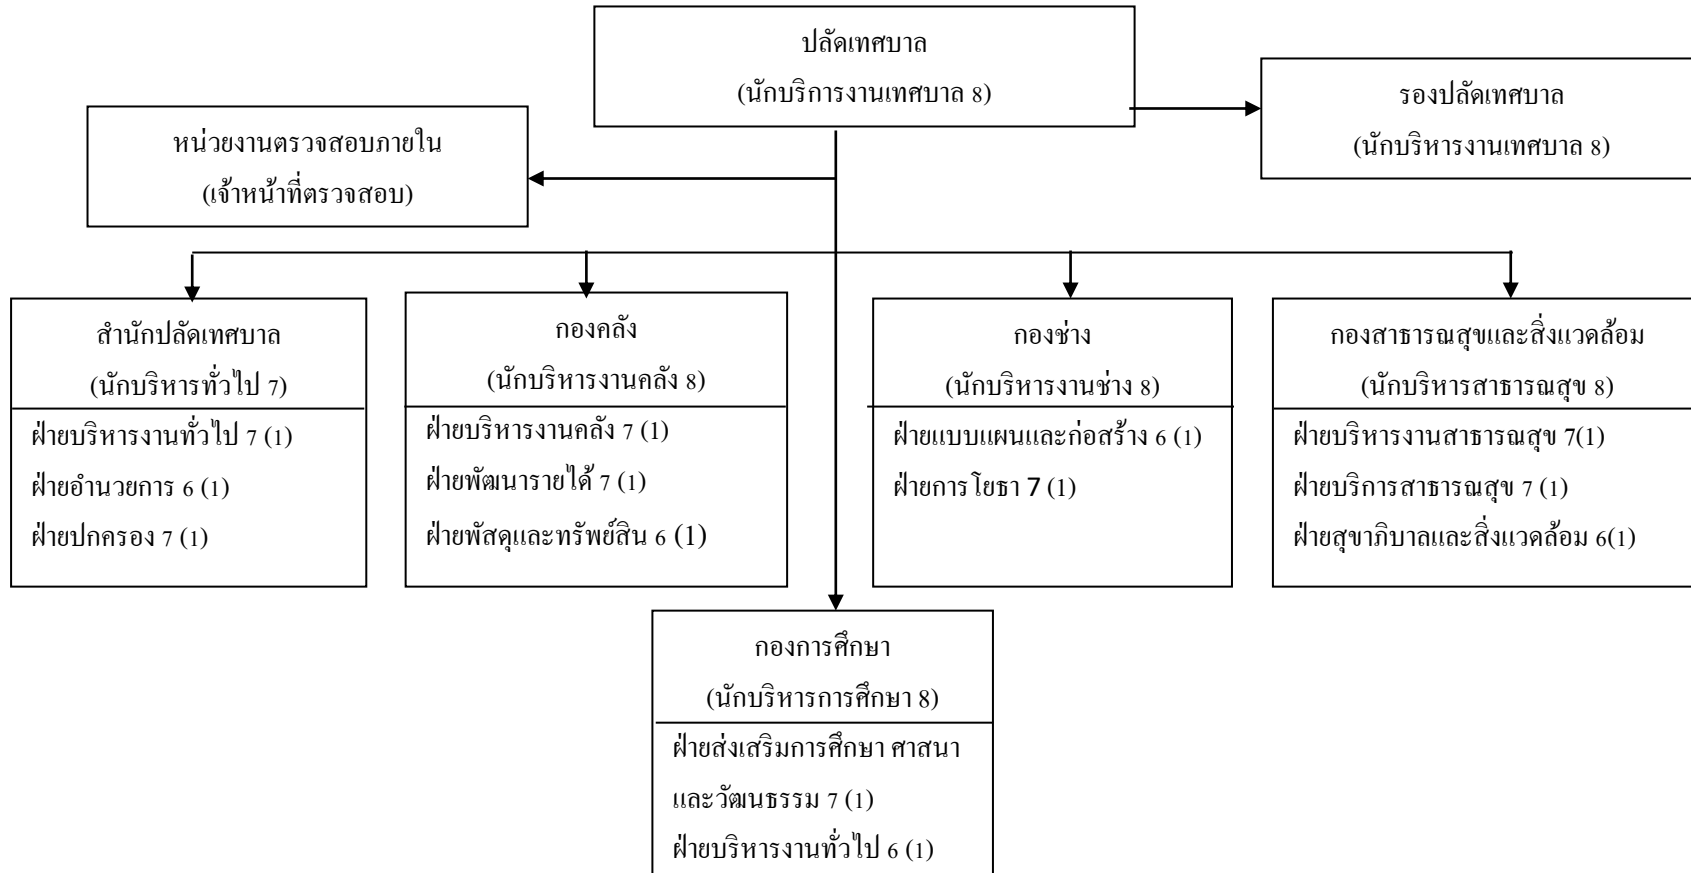 ปลัดเทศบาล
(นักบริการงานเทศบาล 8)
รองปลัดเทศบาล
(นักบริหารงานเทศบาล 8)
หน่วยงานตรวจสอบภายใน
(เจ้าหน้าที่ตรวจสอบ)
สำนักปลัดเทศบาล
(นักบริหารทั่วไป 7)
ฝ่ายบริหารงานทั่วไป 7 (1)
ฝ่ายอำนวยการ 6 (1)
ฝ่ายปกครอง 7 (1)
กองคลัง
(นักบริหารงานคลัง 8)
ฝ่ายบริหารงานคลัง 7 (1)
ฝ่ายพัฒนารายได้ 7 (1)
ฝ่ายพัสดุและทรัพย์สิน 6 (1)
กองช่าง
(นักบริหารงานช่าง 8)
ฝ่ายแบบแผนและก่อสร้าง 6 (1)
ฝ่ายการโยธา 7 (1)
กองสาธารณสุขและสิ่งแวดล้อม
(นักบริหารสาธารณสุข 8)
ฝ่ายบริหารงานสาธารณสุข 7(1)
ฝ่ายบริการสาธารณสุข 7 (1)
ฝ่ายสุขาภิบาลและสิ่งแวดล้อม 6(1)
กองการศึกษา
(นักบริหารการศึกษา 8)
ฝ่ายส่งเสริมการศึกษา ศาสนา
และวัฒนธรรม 7 (1)
ฝ่ายบริหารงานทั่วไป 6 (1)